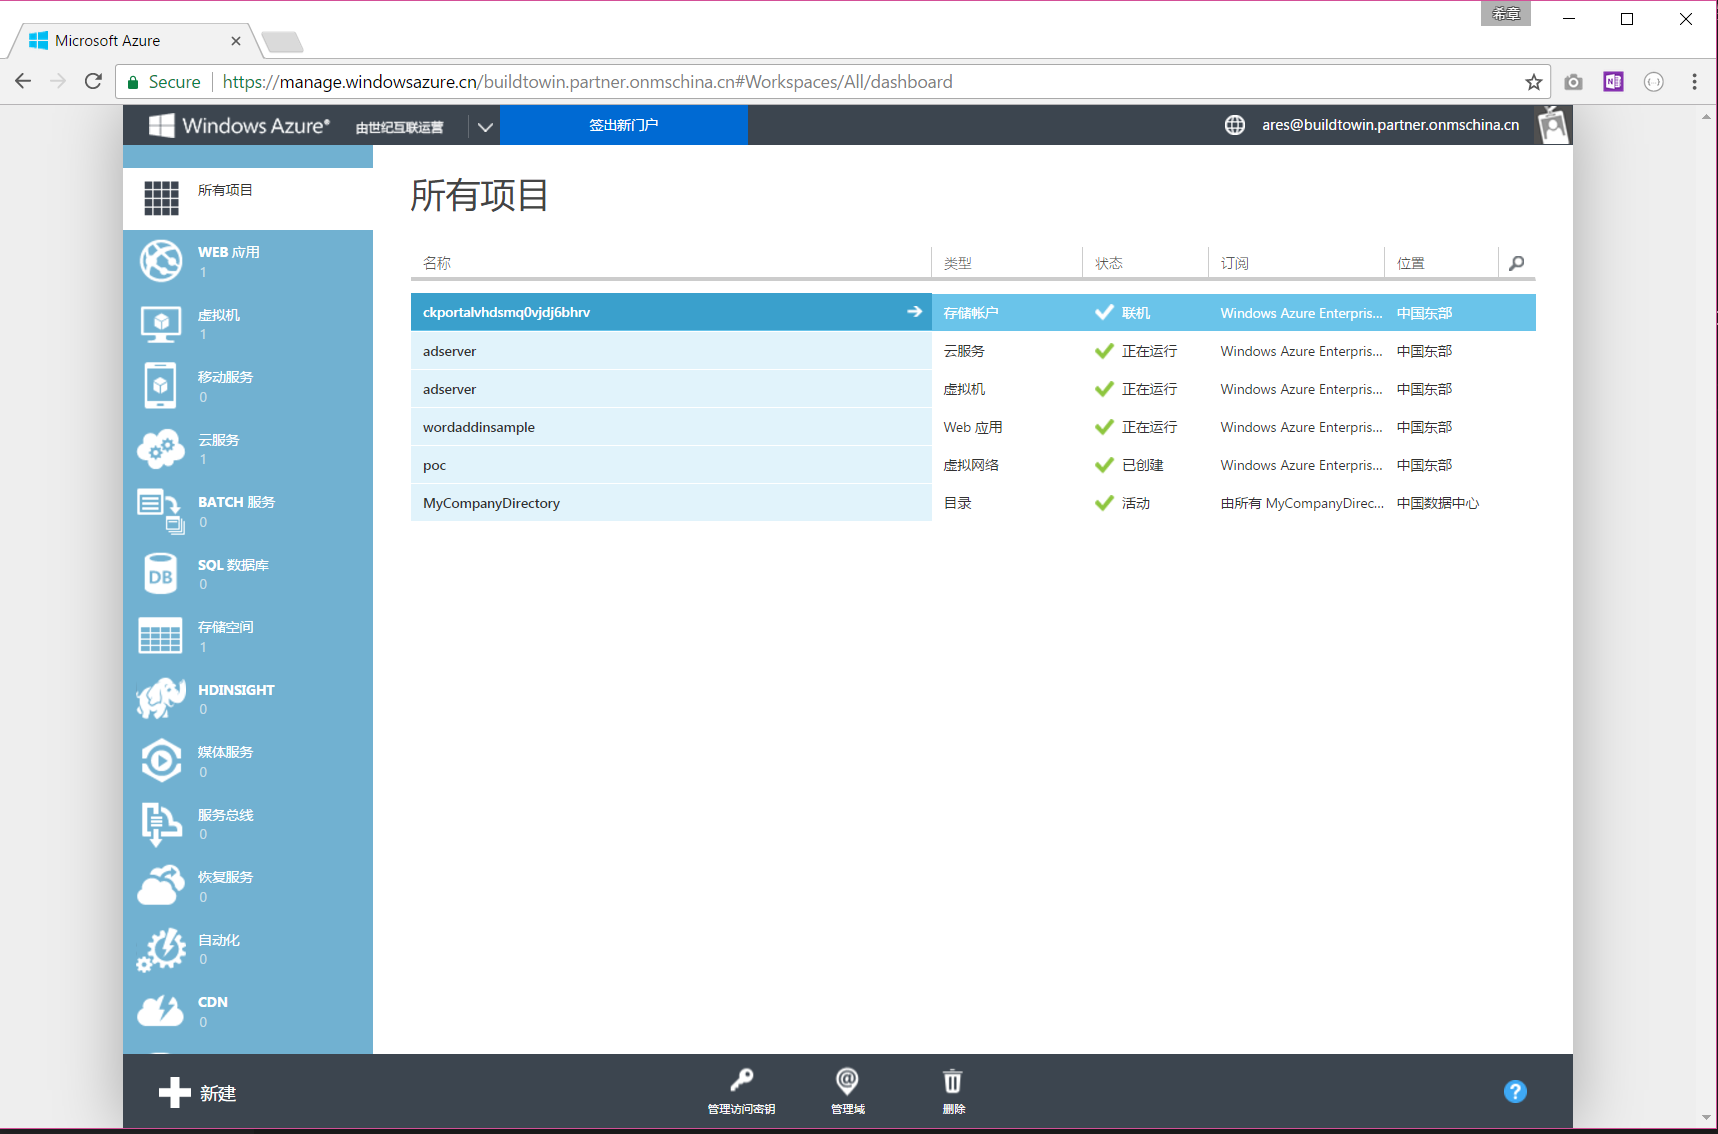 希章
Microsoft Azure
Secure https://manage.windowsazure.cn/buildtowin.partner.onmschina.cn#Workspaces/All/dashboard
Windows Azure® 由世纪互联运营 签出新门户 ares@buildtowin.partner.onmschina.cn
所有项目
WEB 应用
1
虚拟机
1
移动服务
0
云服务
1
BATCH 服务
0
DB
SQL 数据库
0
存储空间
1
HDINSIGHT
0
媒体服务
0
服务总线
0
恢复服务
0
自动化
0
CDN
0
所有项目
名称 类型 状态 订阅 位置
ckportalvhdsmq0vjdj6bhrv 存储帐户 联机 Windows Azure Enterpris... 中国东部
adserver 云服务 正在运行 Windows Azure Enterpris... 中国东部
adserver 虚拟机 正在运行 Windows Azure Enterpris... 中国东部
wordaddinsample Web 应用 正在运行 Windows Azure Enterpris... 中国东部
poc 虚拟网络 已创建 Windows Azure Enterpris... 中国东部
MyCompanyDirectory 目录 活动 由所有 MyCompanyDirec... 中国数据中心
新建 管理访问密钥 管理域 删除 ?